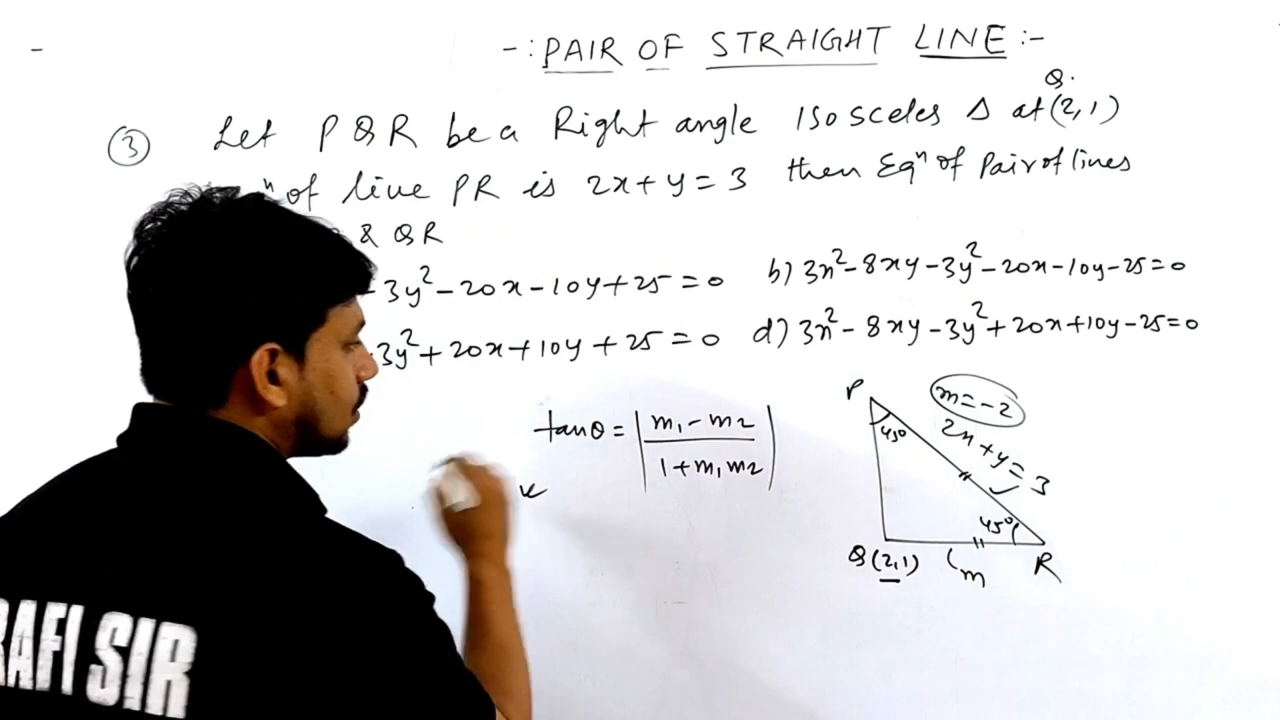 -: PAIR OF STRAIGHT LINE :-
Q.
③ Let PQR be a Right angle Isosceles Δ at (2,1)
ⁿ of line PR is 2x+y=3 then Eqⁿ of Pair of lines
& QR
-3y²-20x-10y+25=0 b) 3x²-8xy-3y²-20x-10y-25=0
3y²+20x+10y+25=0 d) 3x²-8xy-3y²+20x+10y-25=0
tanθ = | m₁-m₂ / 1+m₁m₂ |
P
m=-2
2x+y=3
45°
45°
Q(2,1)
m
R
RAFI SIR